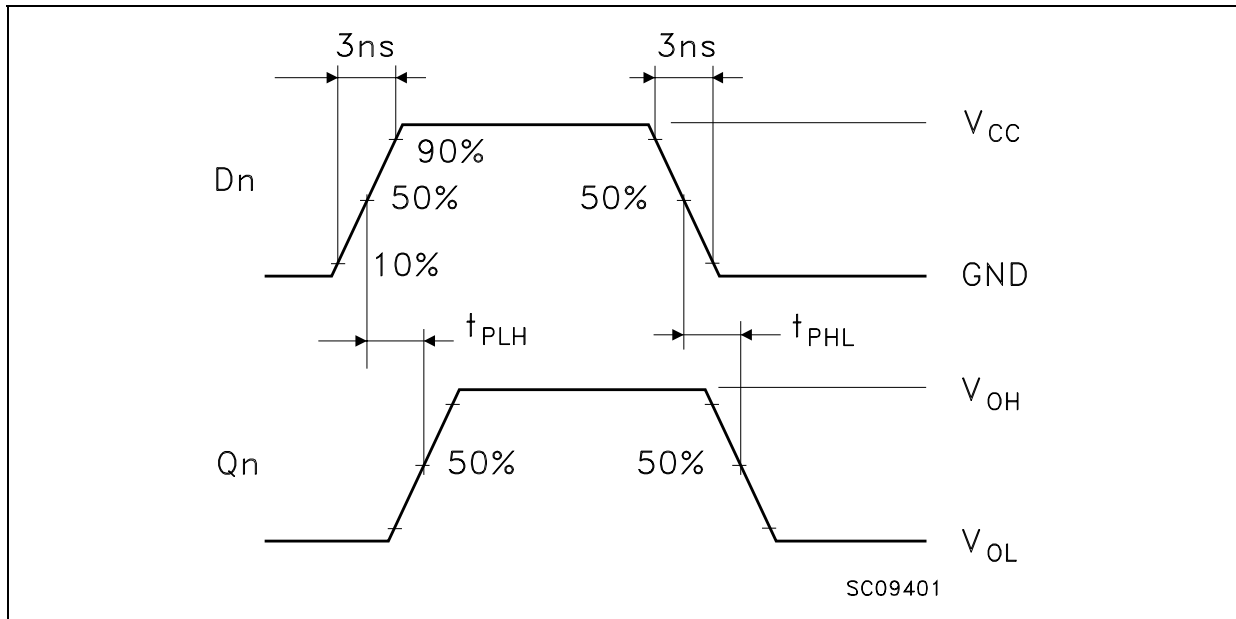 3ns 3ns
V_CC
90%
Dn
50% 50%
10%
GND
t_PLH t_PHL
V_OH
Qn
50% 50%
V_OL
SC09401